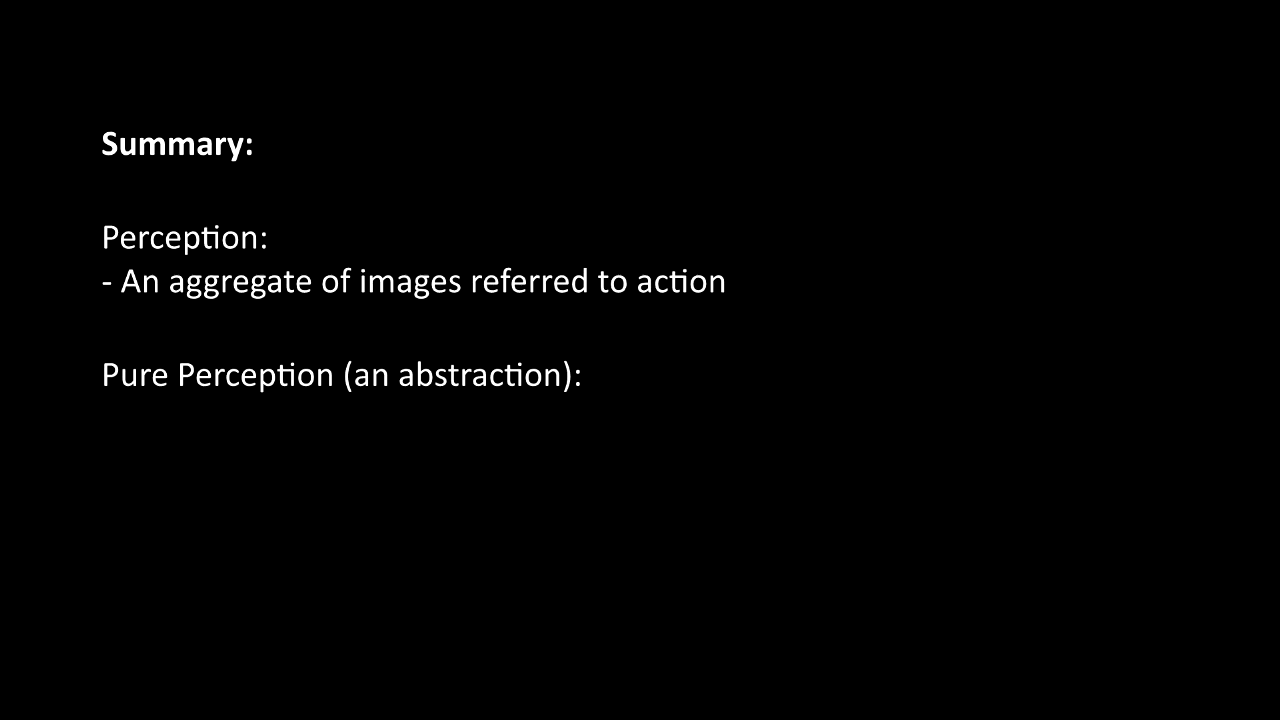 Summary:
Perception:
- An aggregate of images referred to action
Pure Perception (an abstraction):